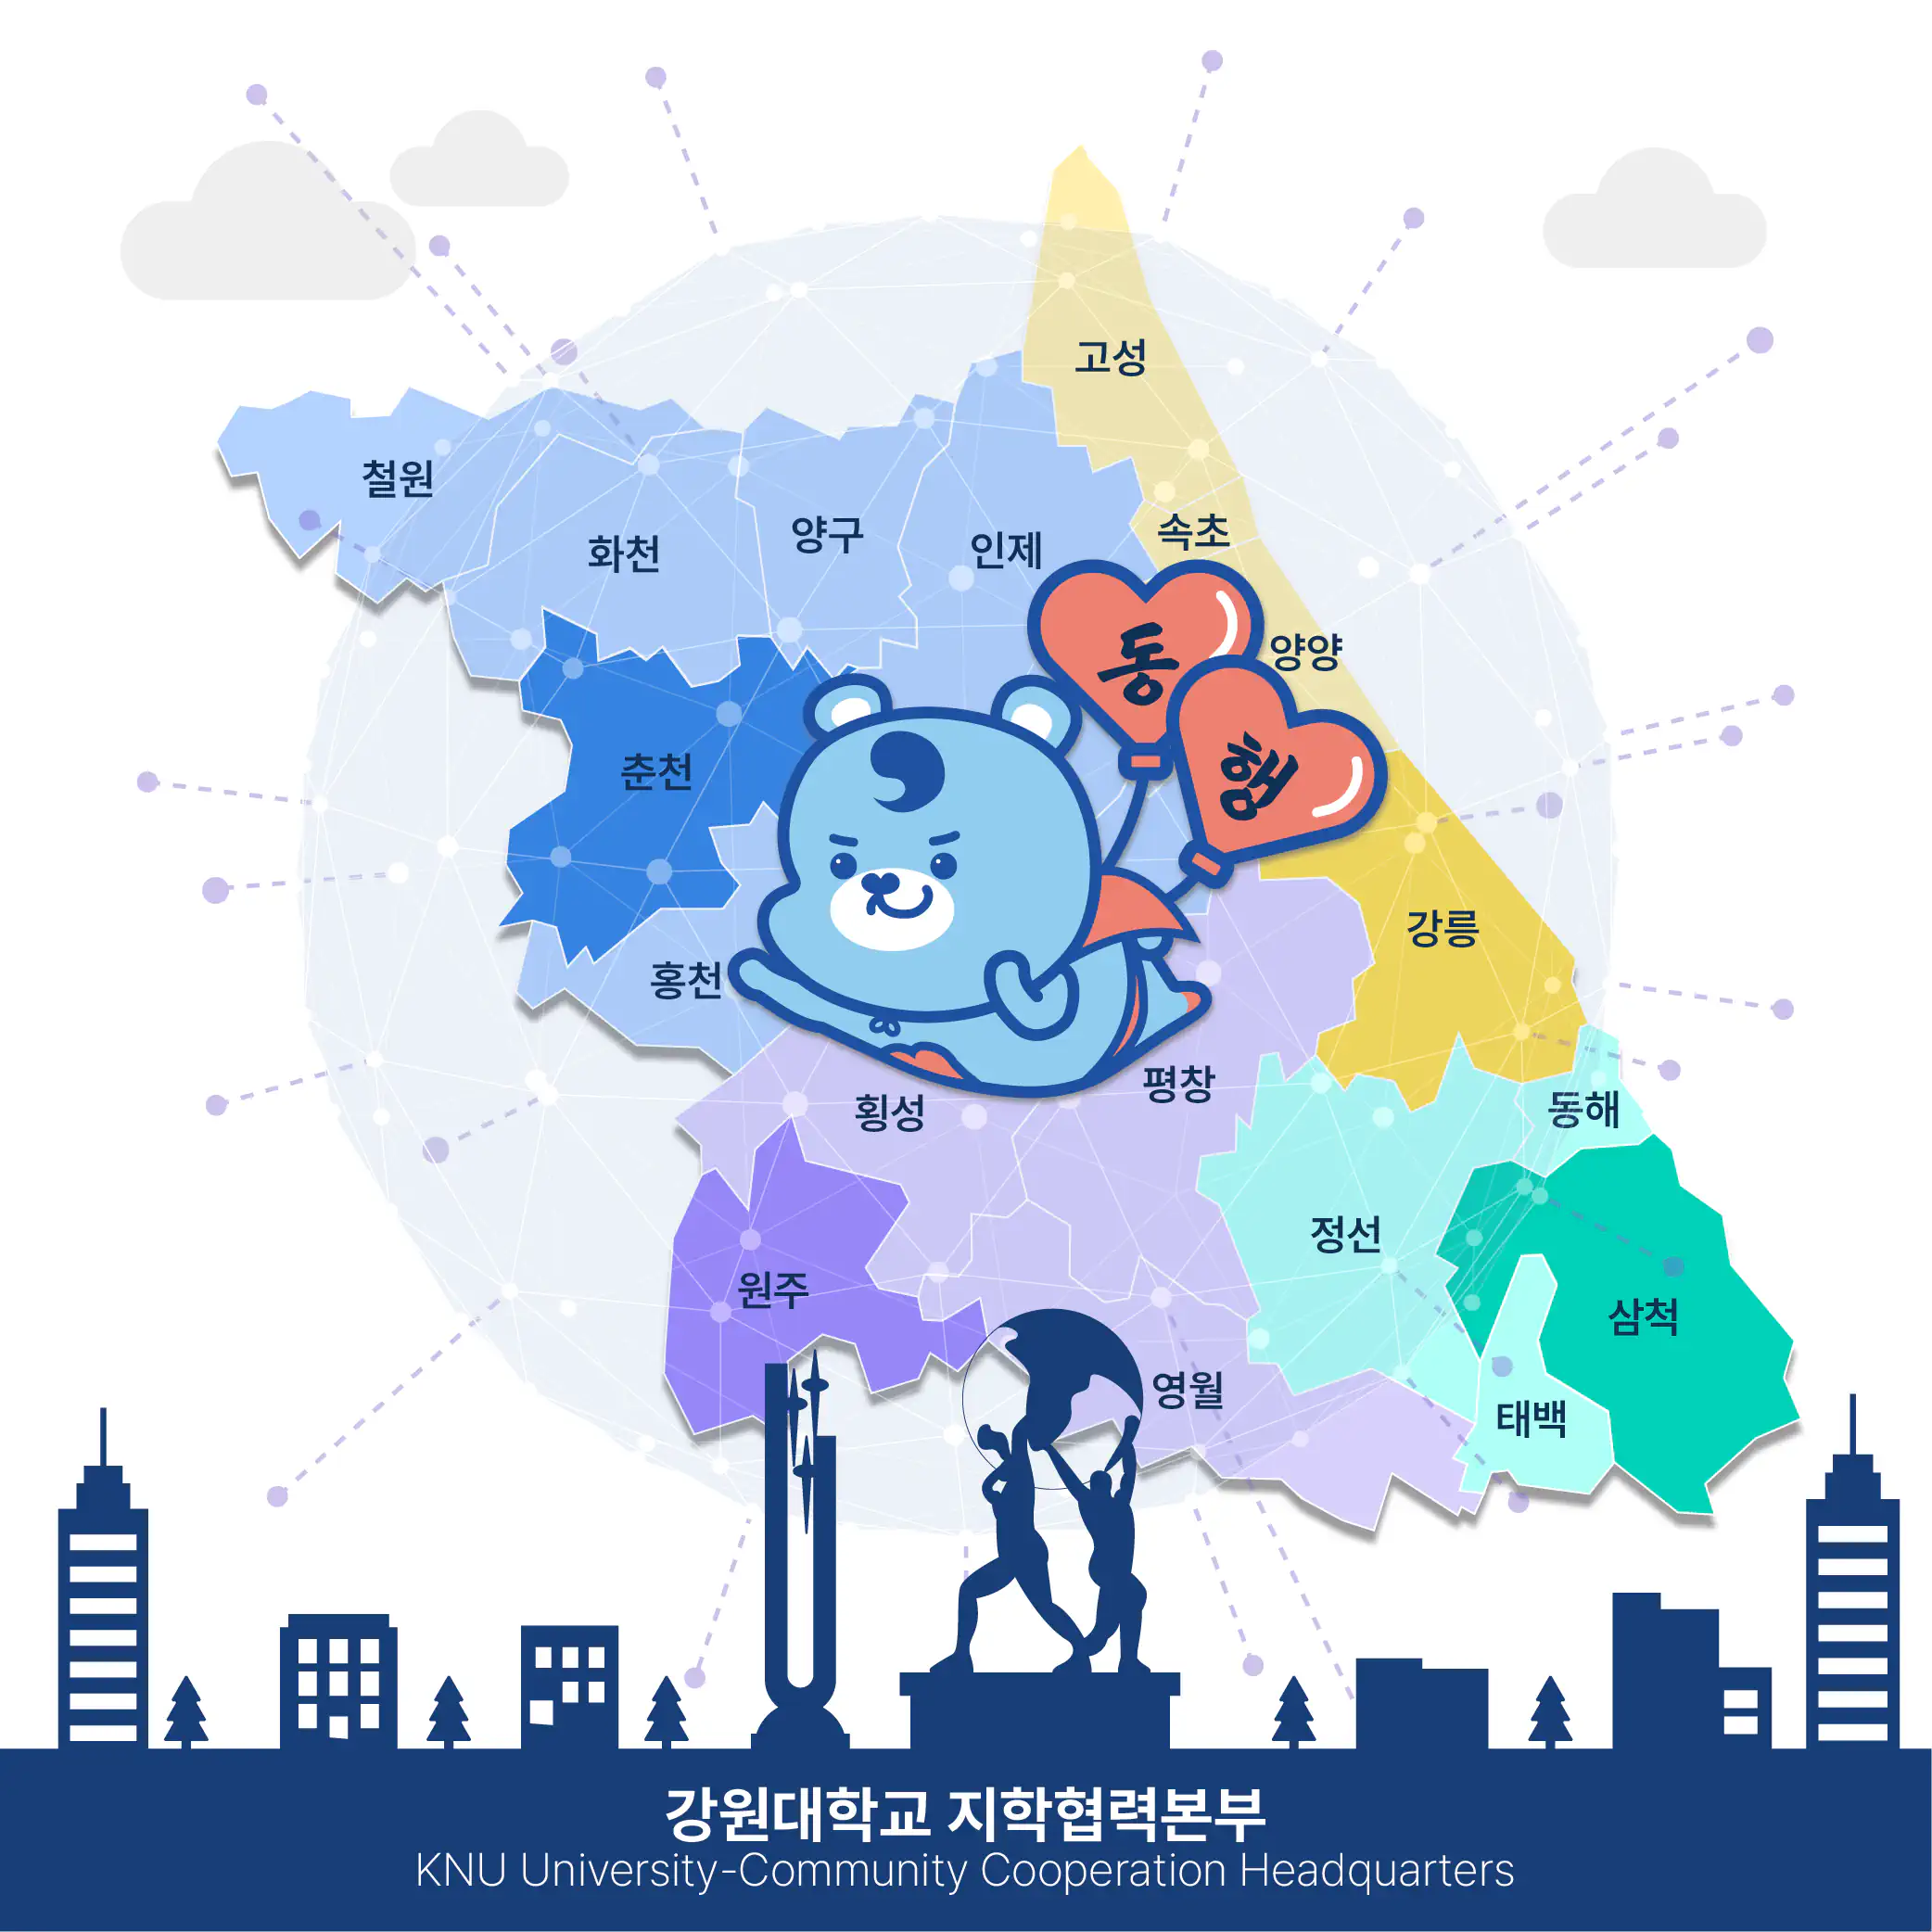 고성
철원
속초
양구
인제
화천
동
양양
행
춘천
강릉
홍천
평창
횡성
동해
정선
원주
삼척
영월
태백
강원대학교 지학협력본부
KNU University-Community Cooperation Headquarters